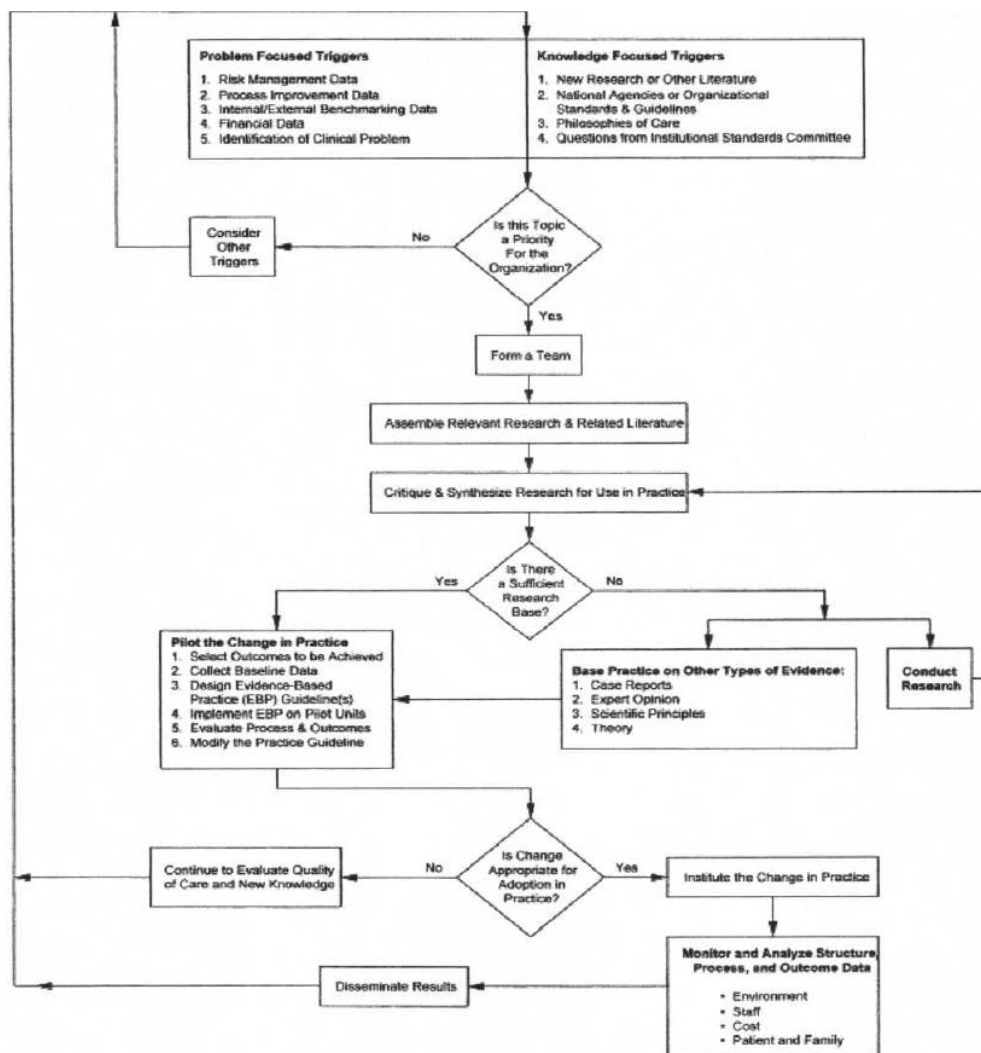 Problem Focused Triggers
1. Risk Management Data
2. Process Improvement Data
3. Internal/External Benchmarking Data
4. Financial Data
5. Identification of Clinical Problem
Knowledge Focused Triggers
1. New Research or Other Literature
2. National Agencies or Organizational
Standards & Guidelines
3. Philosophies of Care
4. Questions from Institutional Standards Committee
Consider
Other
Triggers
No
Is this Topic
a Priority
For the
Organization?
Yes
Form a Team
Assemble Relevant Research & Related Literature
Critique & Synthesize Research for Use in Practice
Yes
Is There
a Sufficient
Research
Base?
No
Pilot the Change in Practice
1. Select Outcomes to be Achieved
2. Collect Baseline Data
3. Design Evidence-Based
Practice (EBP) Guideline(s)
4. Implement EBP on Pilot Units
5. Evaluate Process & Outcomes
6. Modify the Practice Guideline
Base Practice on Other Types of Evidence:
1. Case Reports
2. Expert Opinion
3. Scientific Principles
4. Theory
Conduct
Research
Continue to Evaluate Quality
of Care and New Knowledge
No
Is Change
Appropriate for
Adoption in
Practice?
Yes
Institute the Change in Practice
Disseminate Results
Monitor and Analyze Structure,
Process, and Outcome Data
• Environment
• Staff
• Cost
• Patient and Family